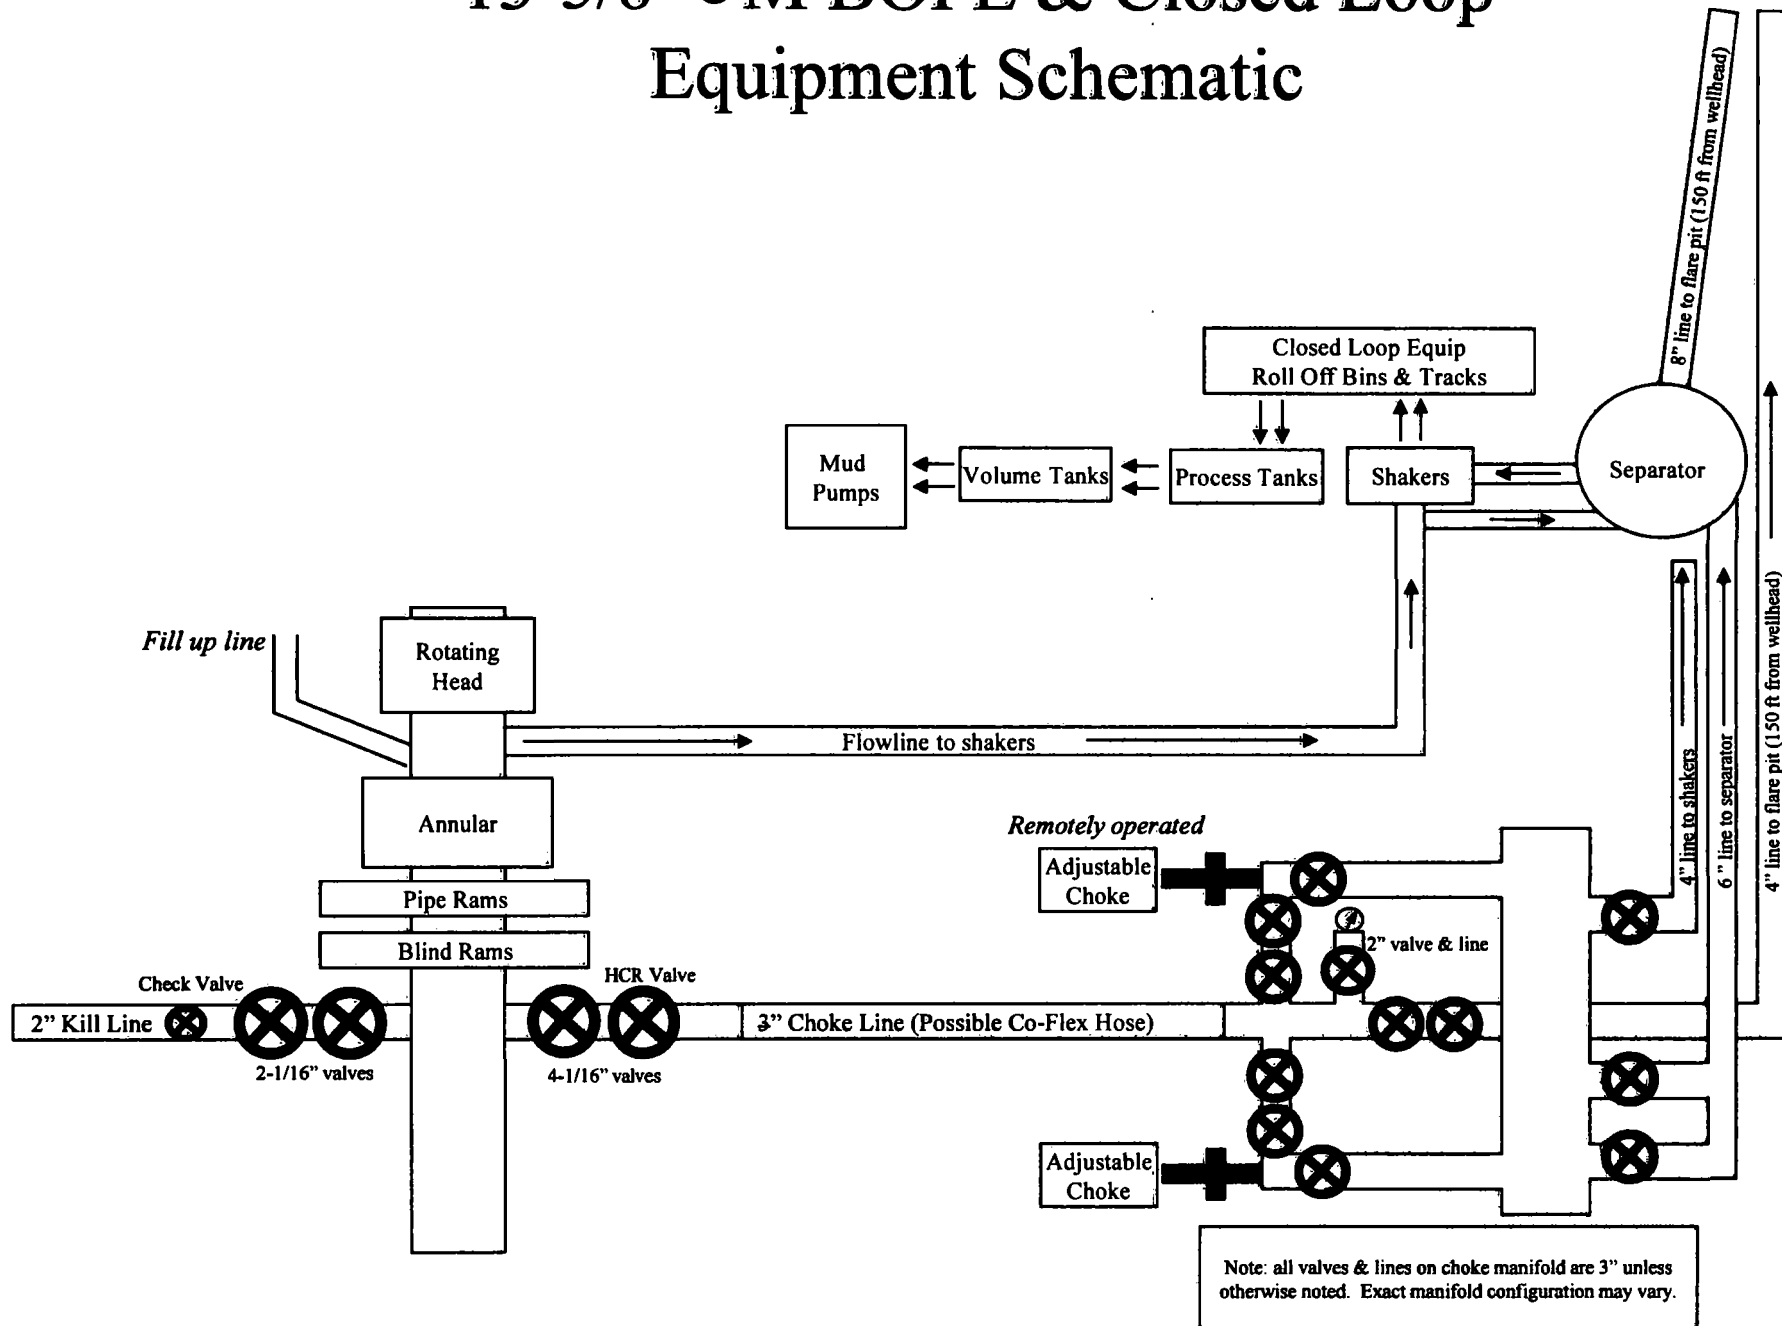 BOPE & Closed Loop
Equipment Schematic
8" line to flare pit (150 ft from wellhead)
Closed Loop Equip
Roll Off Bins & Tracks
Mud
Pumps
Volume Tanks
Process Tanks
Shakers
Separator
Fill up line
Rotating
Head
Flowline to shakers
Annular
Pipe Rams
Blind Rams
Check Valve
HCR Valve
2" Kill Line
3" Choke Line (Possible Co-Flex Hose)
2-1/16" valves
4-1/16" valves
Remotely operated
Adjustable
Choke
2" valve & line
Adjustable
Choke
4" line to shakers
6" line to separator
4" line to flare pit (150 ft from wellhead)
Note: all valves & lines on choke manifold are 3" unless
otherwise noted. Exact manifold configuration may vary.